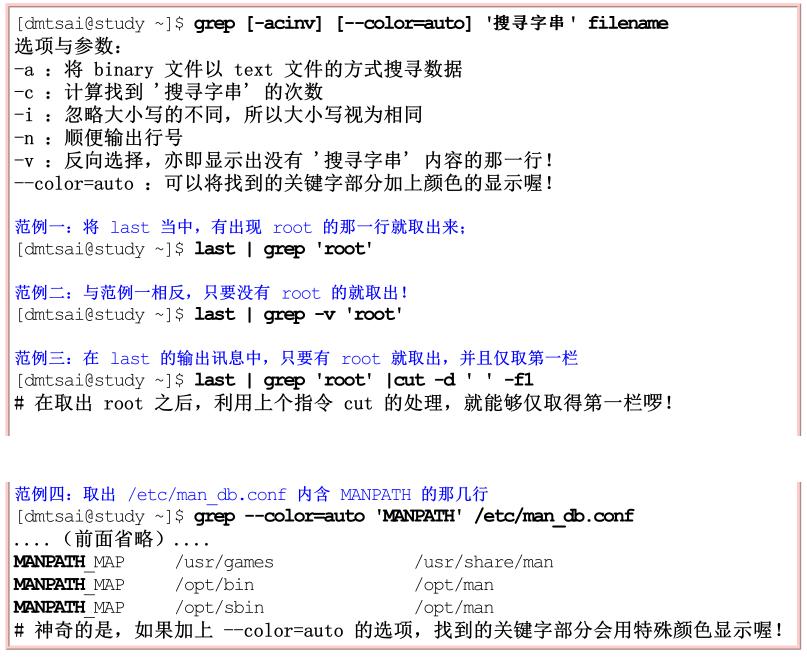 [dmtsai@study ~]$ grep [-acinv] [--color=auto] '搜寻字串' filename
选项与参数：
-a ：将 binary 文件以 text 文件的方式搜寻数据
-c ：计算找到 '搜寻字串' 的次数
-i ：忽略大小写的不同，所以大小写视为相同
-n ：顺便输出行号
-v ：反向选择，亦即显示出没有 '搜寻字串' 内容的那一行！
--color=auto ：可以将找到的关键字部分加上颜色的显示喔！
范例一：将 last 当中，有出现 root 的那一行就取出来；
[dmtsai@study ~]$ last | grep 'root'
范例二：与范例一相反，只要没有 root 的就取出！
[dmtsai@study ~]$ last | grep -v 'root'
范例三：在 last 的输出讯息中，只要有 root 就取出，并且仅取第一栏
[dmtsai@study ~]$ last | grep 'root' |cut -d ' ' -f1
# 在取出 root 之后，利用上个指令 cut 的处理，就能够仅取得第一栏啰！
范例四：取出 /etc/man_db.conf 内含 MANPATH 的那几行
[dmtsai@study ~]$ grep --color=auto 'MANPATH' /etc/man_db.conf
....（前面省略）....
MANPATH_MAP /usr/games /usr/share/man
MANPATH_MAP /opt/bin /opt/man
MANPATH_MAP /opt/sbin /opt/man
# 神奇的是，如果加上 --color=auto 的选项，找到的关键字部分会用特殊颜色显示喔！